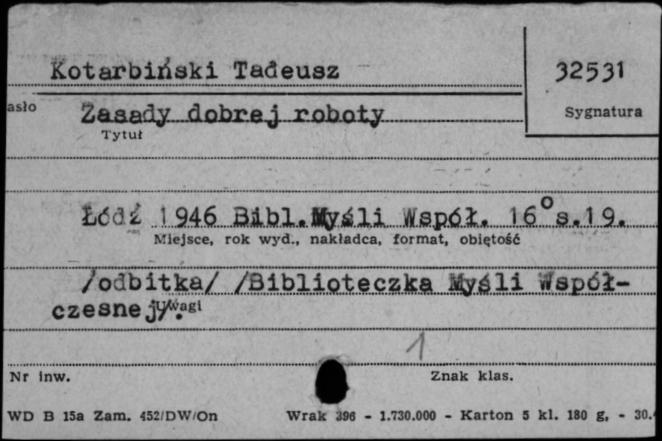 Kotarbiński Tadeusz
32531
asło Zasady dobrej roboty
Sygnatura
Tytuł
Łódź 1946 Bibl.Myśli Współ. 16° s.19.
Miejsce, rok wyd., nakładca, format, objętość
/odbitka/ /Biblioteczka Myśli Współ-
czesnej/.
Uwagi
1
Nr inw.
Znak klas.
WD B 15a Zam. 452/DW/On Wrak 396 - 1.730.000 - Karton 5 kl. 180 g, - 30.